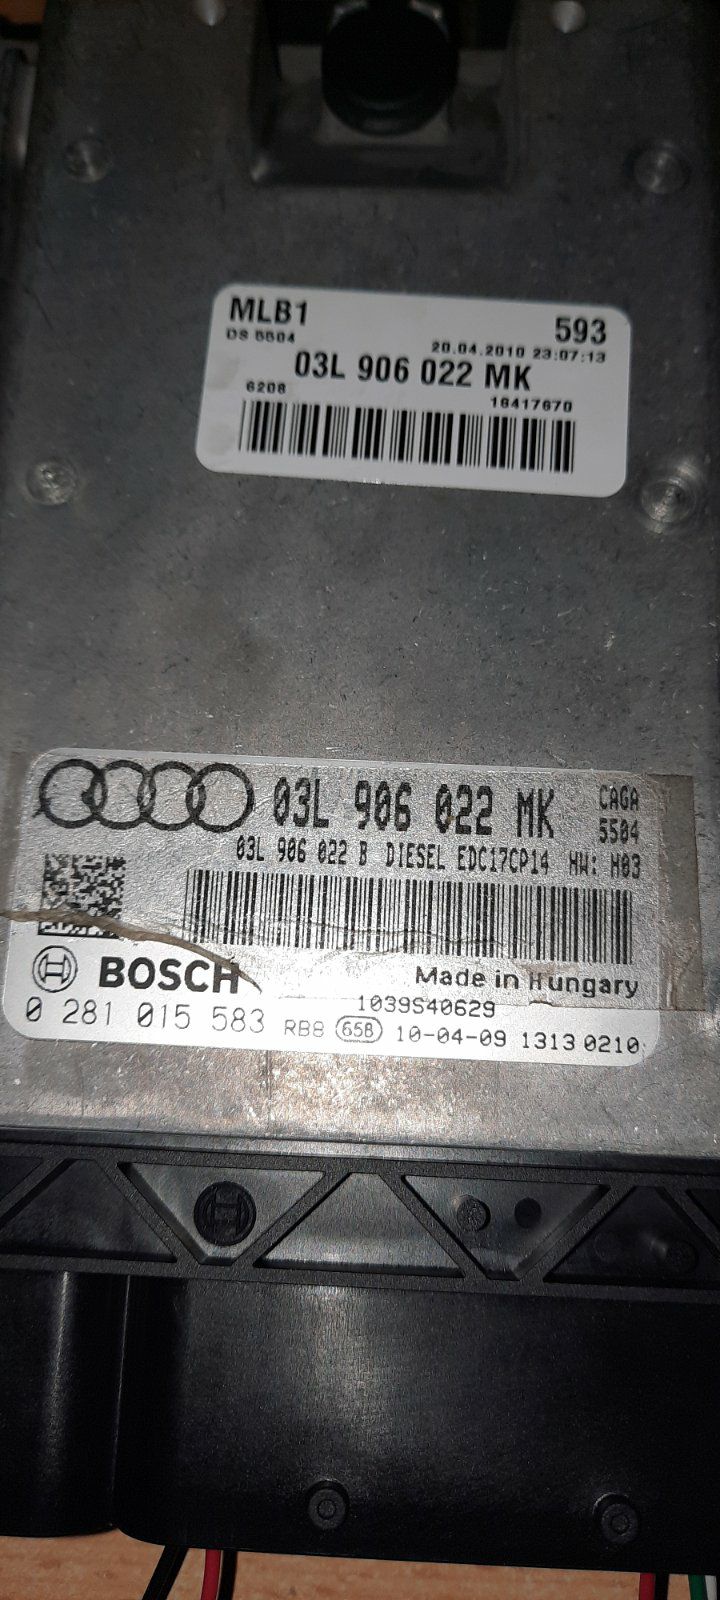 MLB1 593
DS 5504 20.04.2010 23:07:13
03L 906 022 MK
6208 16417670
03L 906 022 MK CAGA
5504
03L 906 022 B DIESEL EDC17CP14 HW: H03
BOSCH Made in Hungary
1039S40629
0 281 015 583 RB8 658 10-04-09 1313 0210